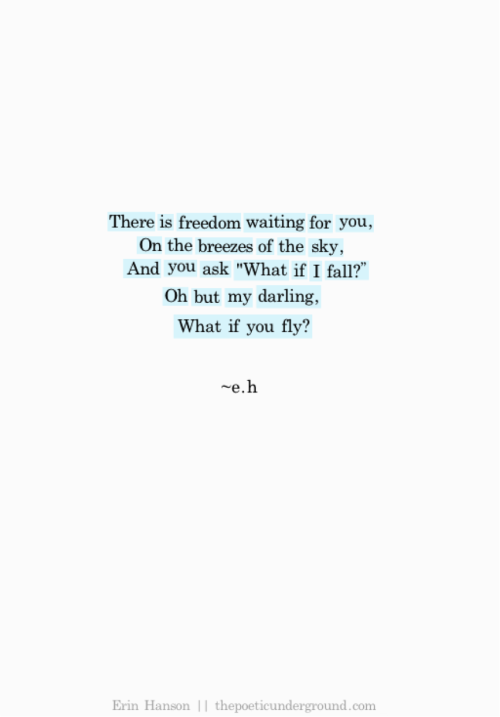 There is freedom waiting for you,
On the breezes of the sky,
And you ask "What if I fall?"
Oh but my darling,
What if you fly?
~e.h
Erin Hanson || thepoeticunderground.com